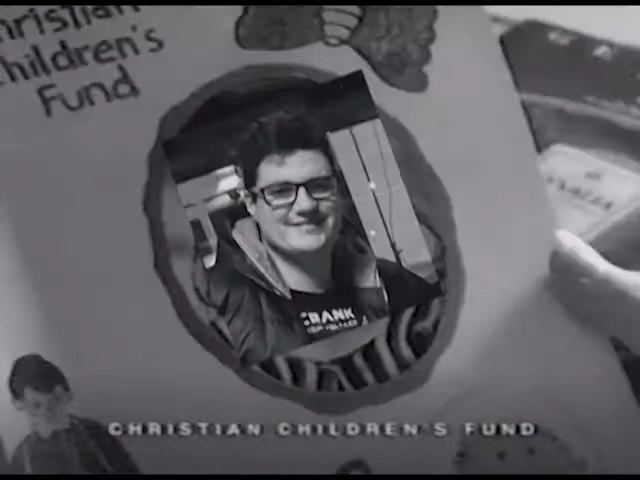 Christian
Children's
Fund
CRANK
CHRISTIAN CHILDREN'S FUND